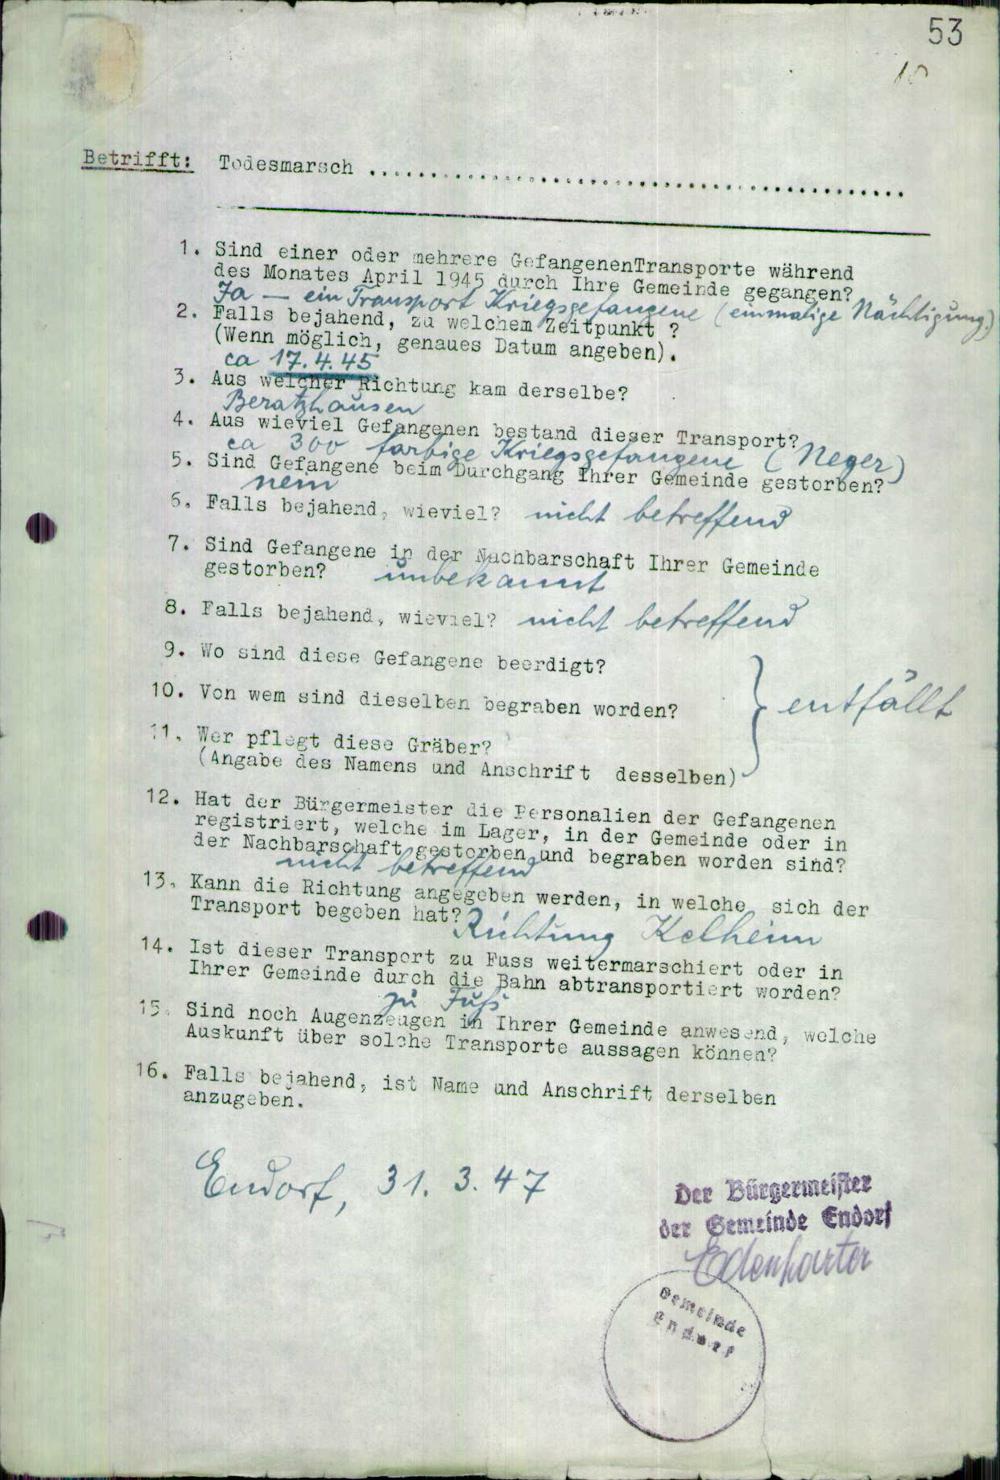 53
10
Betrifft: Todesmarsch ........................................................
1. Sind einer oder mehrere GefangenenTransporte während
des Monates April 1945 durch Ihre Gemeinde gegangen?
Ja — ein Transport Kriegsgefangene (einmalige Nächtigung)
2. Falls bejahend, zu welchem Zeitpunkt ?
(Wenn möglich, genaues Datum angeben).
ca 17.4.45
3. Aus welcher Richtung kam derselbe?
Beratzhausen
4. Aus wieviel Gefangenen bestand dieser Transport?
ca 300 farbige Kriegsgefangene (Neger)
5. Sind Gefangene beim Durchgang Ihrer Gemeinde gestorben?
nein
6. Falls bejahend, wieviel? nicht betreffend
7. Sind Gefangene in der Nachbarschaft Ihrer Gemeinde
gestorben? unbekannt
8. Falls bejahend, wieviel? nicht betreffend
9. Wo sind diese Gefangene beerdigt?
10. Von wem sind dieselben begraben worden? } entfällt
11. Wer pflegt diese Gräber?
(Angabe des Namens und Anschrift desselben)
12. Hat der Bürgermeister die Personalien der Gefangenen
registriert, welche im Lager, in der Gemeinde oder in
der Nachbarschaft gestorben und begraben worden sind?
nicht betreffend
13. Kann die Richtung angegeben werden, in welche sich der
Transport begeben hat? Richtung Kelheim
14. Ist dieser Transport zu Fuss weitermarschiert oder in
Ihrer Gemeinde durch die Bahn abtransportiert worden?
zu Fuß
15. Sind noch Augenzeugen in Ihrer Gemeinde anwesend, welche
Auskunft über solche Transporte aussagen können?
16. Falls bejahend, ist Name und Anschrift derselben
anzugeben.
Endorf, 31. 3. 47
Der Bürgermeister
der Gemeinde Endorf
Edenharter
Gemeinde
Endorf